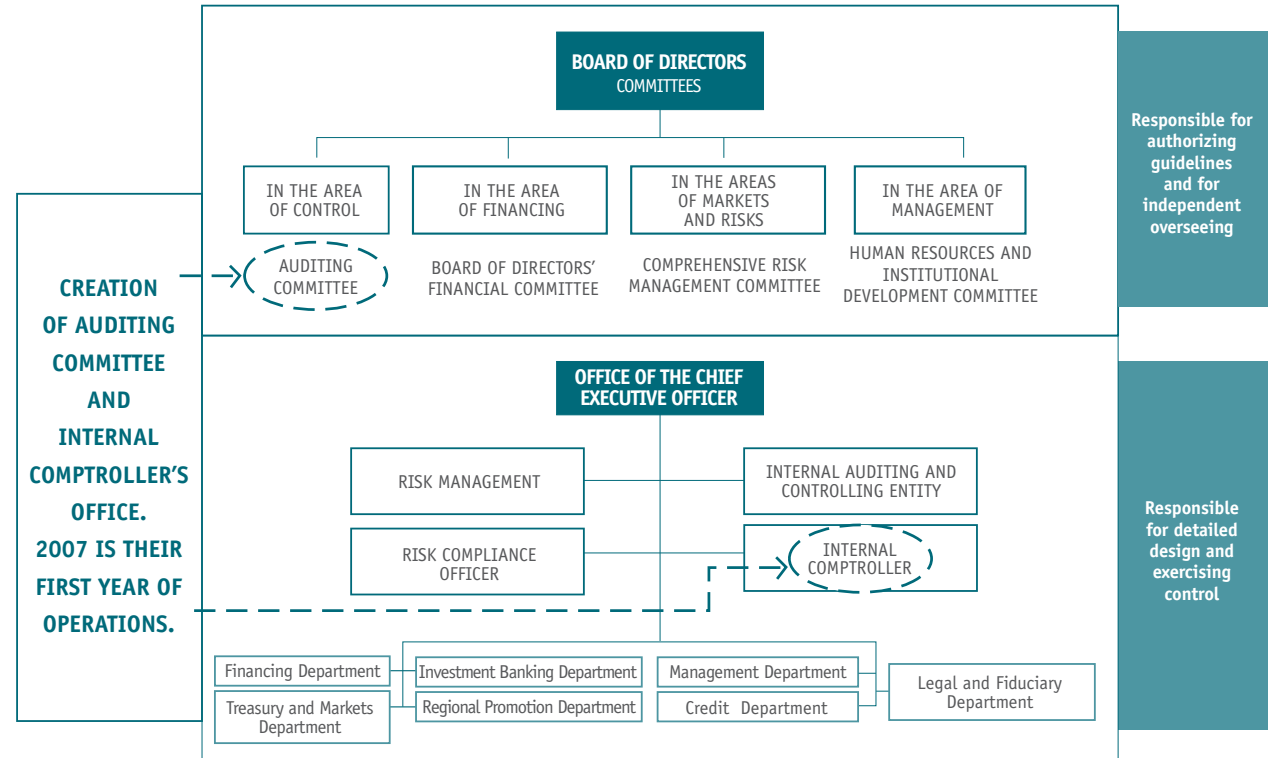 BOARD OF DIRECTORS
COMMITTEES
IN THE AREA
OF CONTROL
IN THE AREA
OF FINANCING
IN THE AREAS
OF MARKETS
AND RISKS
IN THE AREA OF
MANAGEMENT
AUDITING
COMMITTEE
BOARD OF DIRECTORS’
FINANCIAL COMMITTEE
COMPREHENSIVE RISK
MANAGEMENT COMMITTEE
HUMAN RESOURCES AND
INSTITUTIONAL
DEVELOPMENT COMMITTEE
Responsible for
authorizing
guidelines
and for
independent
overseeing
CREATION
OF AUDITING
COMMITTEE
AND
INTERNAL
COMPTROLLER’S
OFFICE.
2007 IS THEIR
FIRST YEAR OF
OPERATIONS.
OFFICE OF THE CHIEF
EXECUTIVE OFFICER
RISK MANAGEMENT
INTERNAL AUDITING AND
CONTROLLING ENTITY
RISK COMPLIANCE
OFFICER
INTERNAL
COMPTROLLER
Responsible
for detailed
design and
exercising
control
Financing Department
Investment Banking Department
Management Department
Legal and Fiduciary
Department
Treasury and Markets
Department
Regional Promotion Department
Credit Department